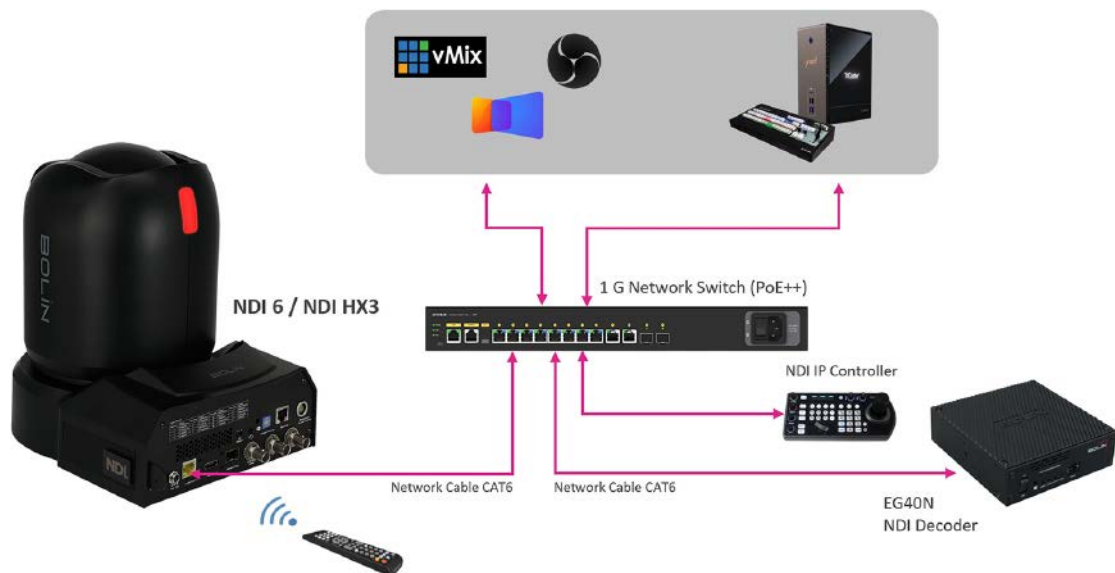 vMix
1 G Network Switch (PoE++)
BOLIN
NDI 6 / NDI HX3
NDI IP Controller
NDI
Network Cable CAT6
Network Cable CAT6
EG40N
NDI Decoder